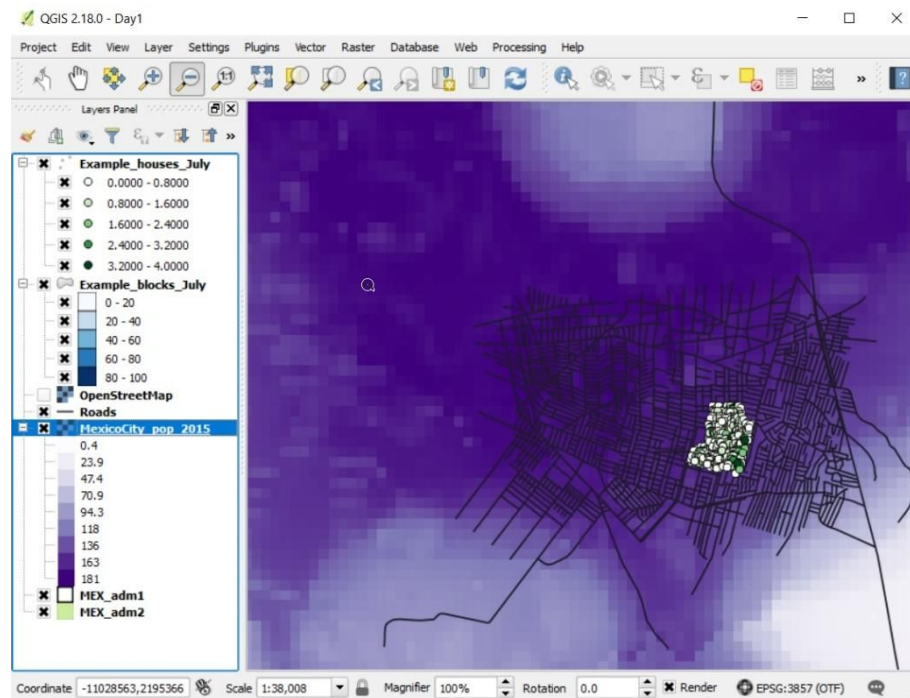 QGIS 2.18.0 - Day1
Project Edit View Layer Settings Plugins Vector Raster Database Web Processing Help
1:1
»
?
Layers Panel
»
Example_houses_July
0.0000 - 0.8000
0.8000 - 1.6000
1.6000 - 2.4000
2.4000 - 3.2000
3.2000 - 4.0000
Example_blocks_July
0 - 20
20 - 40
40 - 60
60 - 80
80 - 100
OpenStreetMap
Roads
MexicoCity_pop_2015
0.4
23.9
47.4
70.9
94.3
118
136
163
181
MEX_adm1
MEX_adm2
Coordinate -11028563,2195366 Scale 1:38,008 Magnifier 100% Rotation 0.0 Render EPSG:3857 (OTF)